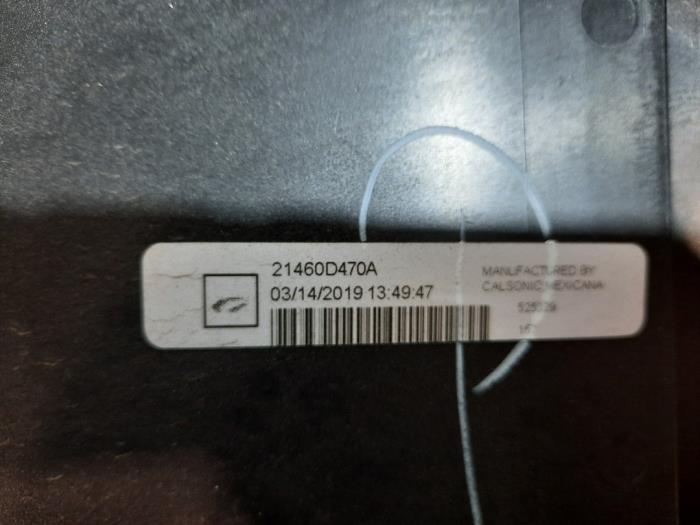 21460D470A
03/14/2019 13:49:47
MANUFACTURED BY
CALSONIC MEXICANA